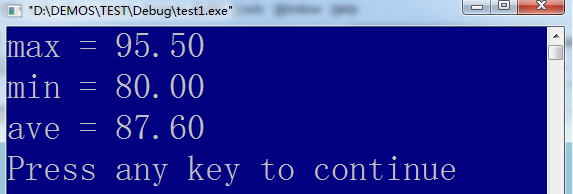 "D:\DEMOS\TEST\Debug\test1.exe"
max = 95.50
min = 80.00
ave = 87.60
Press any key to continue